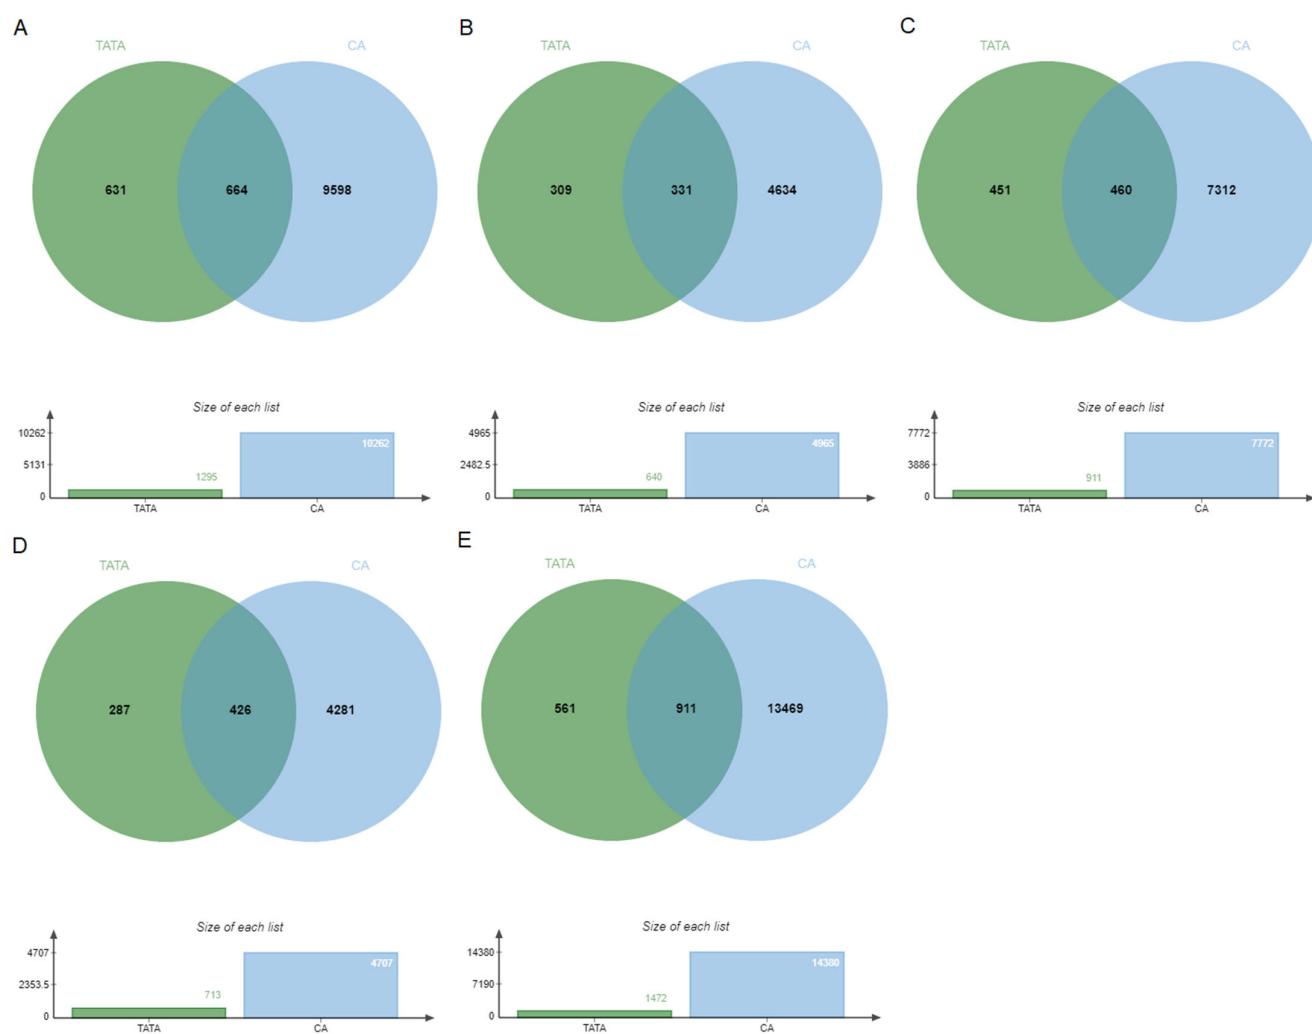 A
TATA
CA
631
664
9598
Size of each list
10262
5131
0
1295
10262
TATA
CA
B
TATA
CA
309
331
4634
Size of each list
4965
2482.5
0
640
4965
TATA
CA
C
TATA
CA
451
460
7312
Size of each list
7772
3886
0
911
7772
TATA
CA
D
TATA
CA
287
426
4281
Size of each list
4707
2353.5
0
713
4707
TATA
CA
E
TATA
CA
561
911
13469
Size of each list
14380
7190
0
1472
14380
TATA
CA